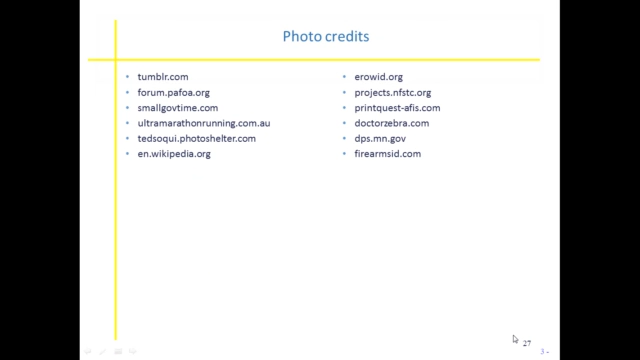 Photo credits
• tumblr.com
• forum.pafoa.org
• smallgovtime.com
• ultramarathonrunning.com.au
• tedsoqui.photoshelter.com
• en.wikipedia.org
• erowid.org
• projects.nfstc.org
• printquest-afis.com
• doctorzebra.com
• dps.mn.gov
• firearmsid.com
27
3 -